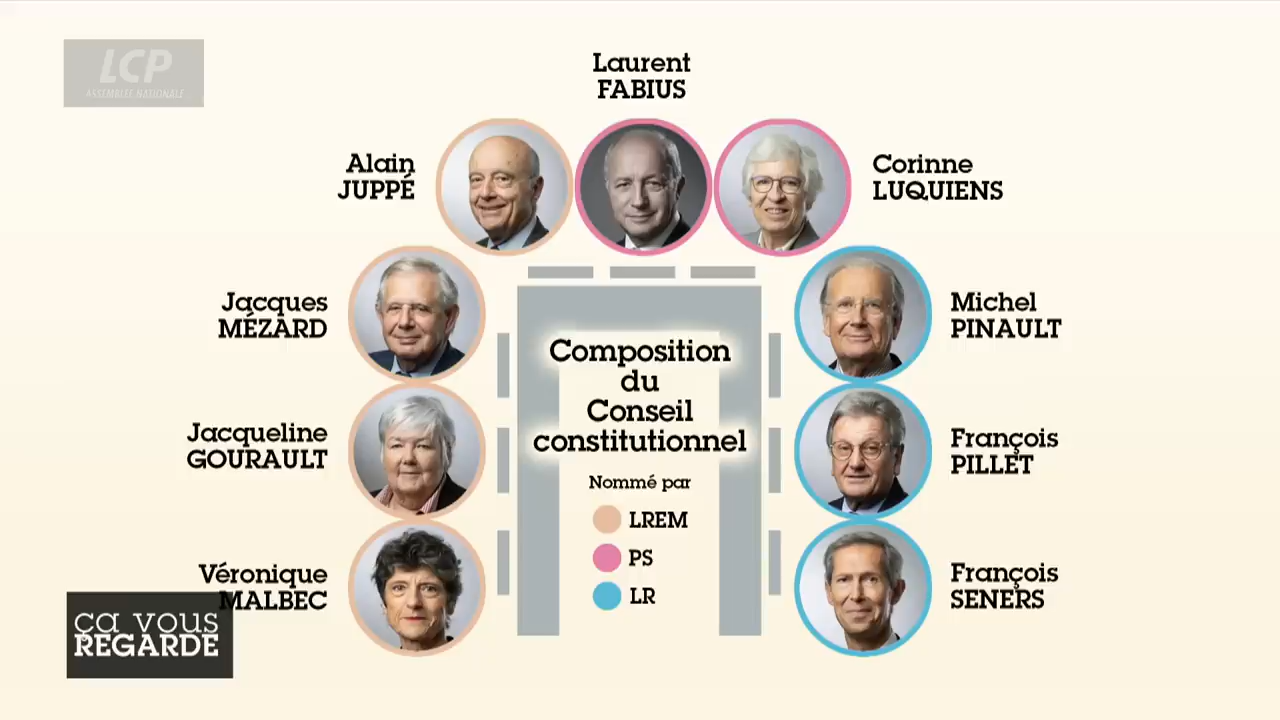 LCP
ASSEMBLÉE NATIONALE
Laurent
FABIUS
Alain
JUPPÉ
Corinne
LUQUIENS
Jacques
MÉZARD
Michel
PINAULT
Composition
du
Conseil
constitutionnel
Jacqueline
GOURAULT
François
PILLET
Nommé par
LREM
PS
LR
Véronique
MALBEC
François
SENERS
ça vous
REGARDE